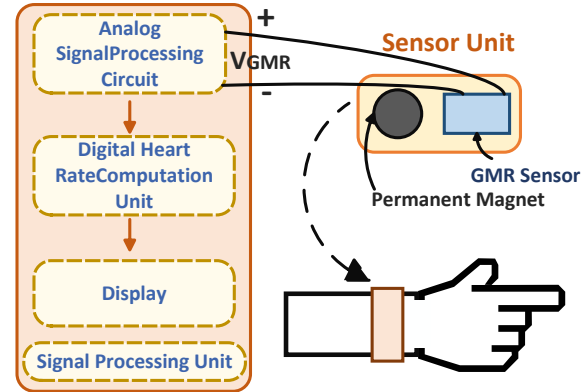 Analog
SignalProcessing
Circuit
+
VGMR
-
Digital Heart
RateComputation
Unit
Display
Signal Processing Unit
Sensor Unit
GMR Sensor
Permanent Magnet